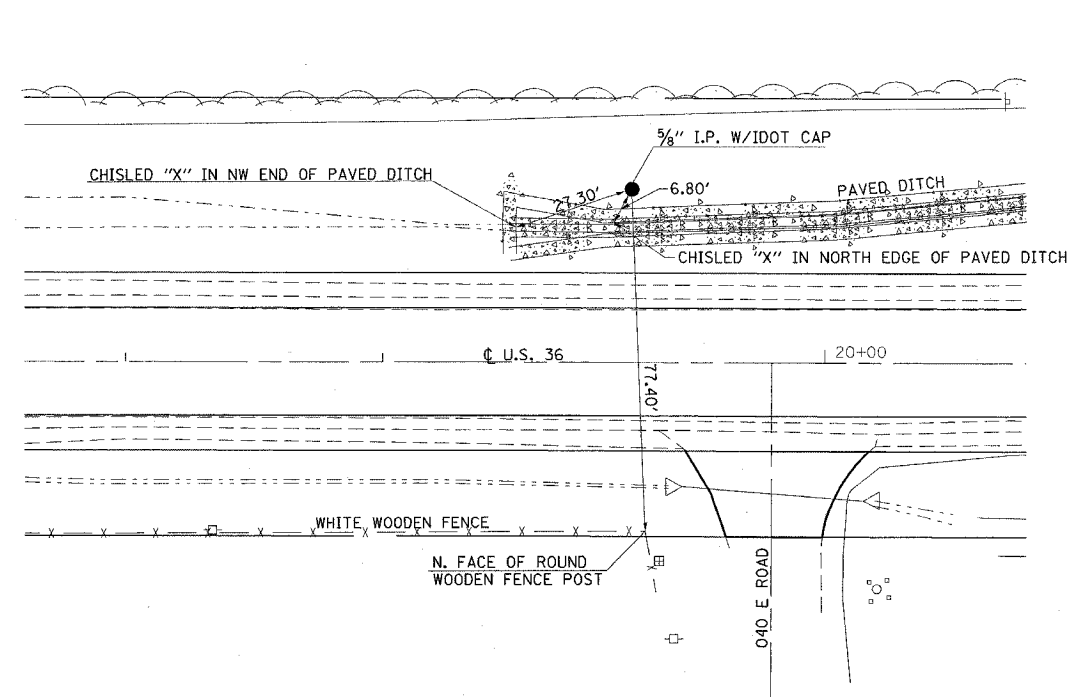 5/8" I.P. W/IDOT CAP
CHISLED "X" IN NW END OF PAVED DITCH
27.30'
6.80'
PAVED DITCH
CHISLED "X" IN NORTH EDGE OF PAVED DITCH
℄ U.S. 36
20+00
77.40'
WHITE WOODEN FENCE
N. FACE OF ROUND
WOODEN FENCE POST
040 E ROAD